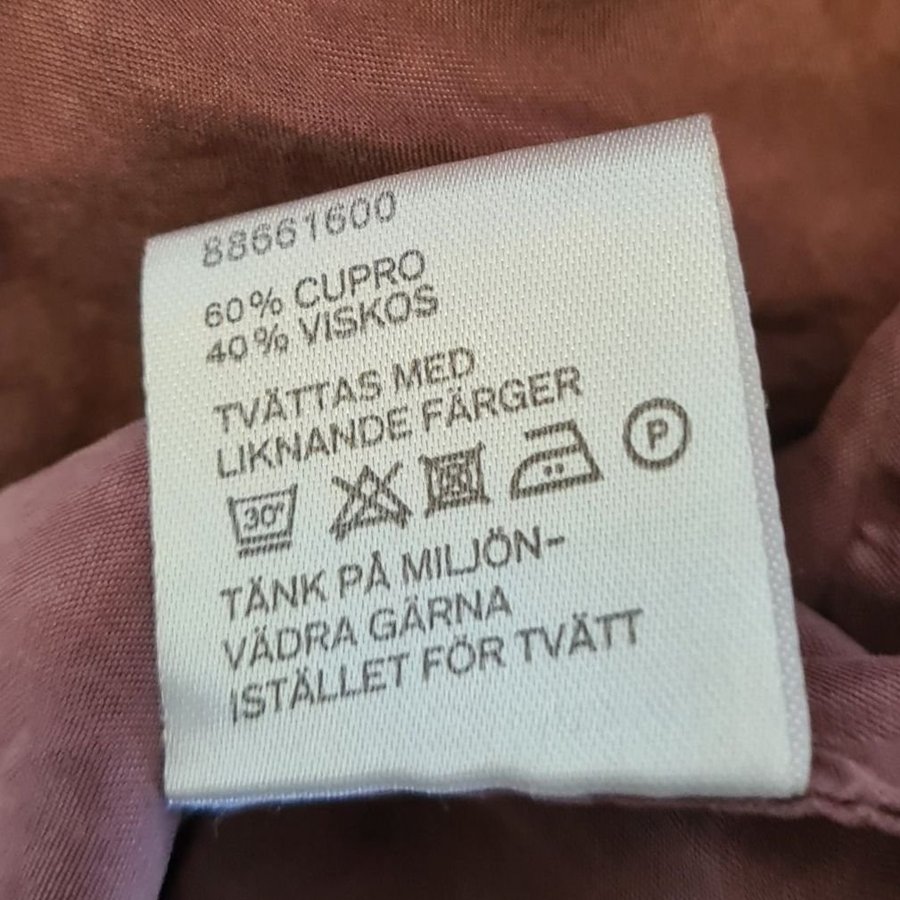 88661600
60% CUPRO
40% VISKOS
TVÄTTAS MED
LIKNANDE FÄRGER
30° P
TÄNK PÅ MILJÖN-
VÄDRA GÄRNA
ISTÄLLET FÖR TVÄTT